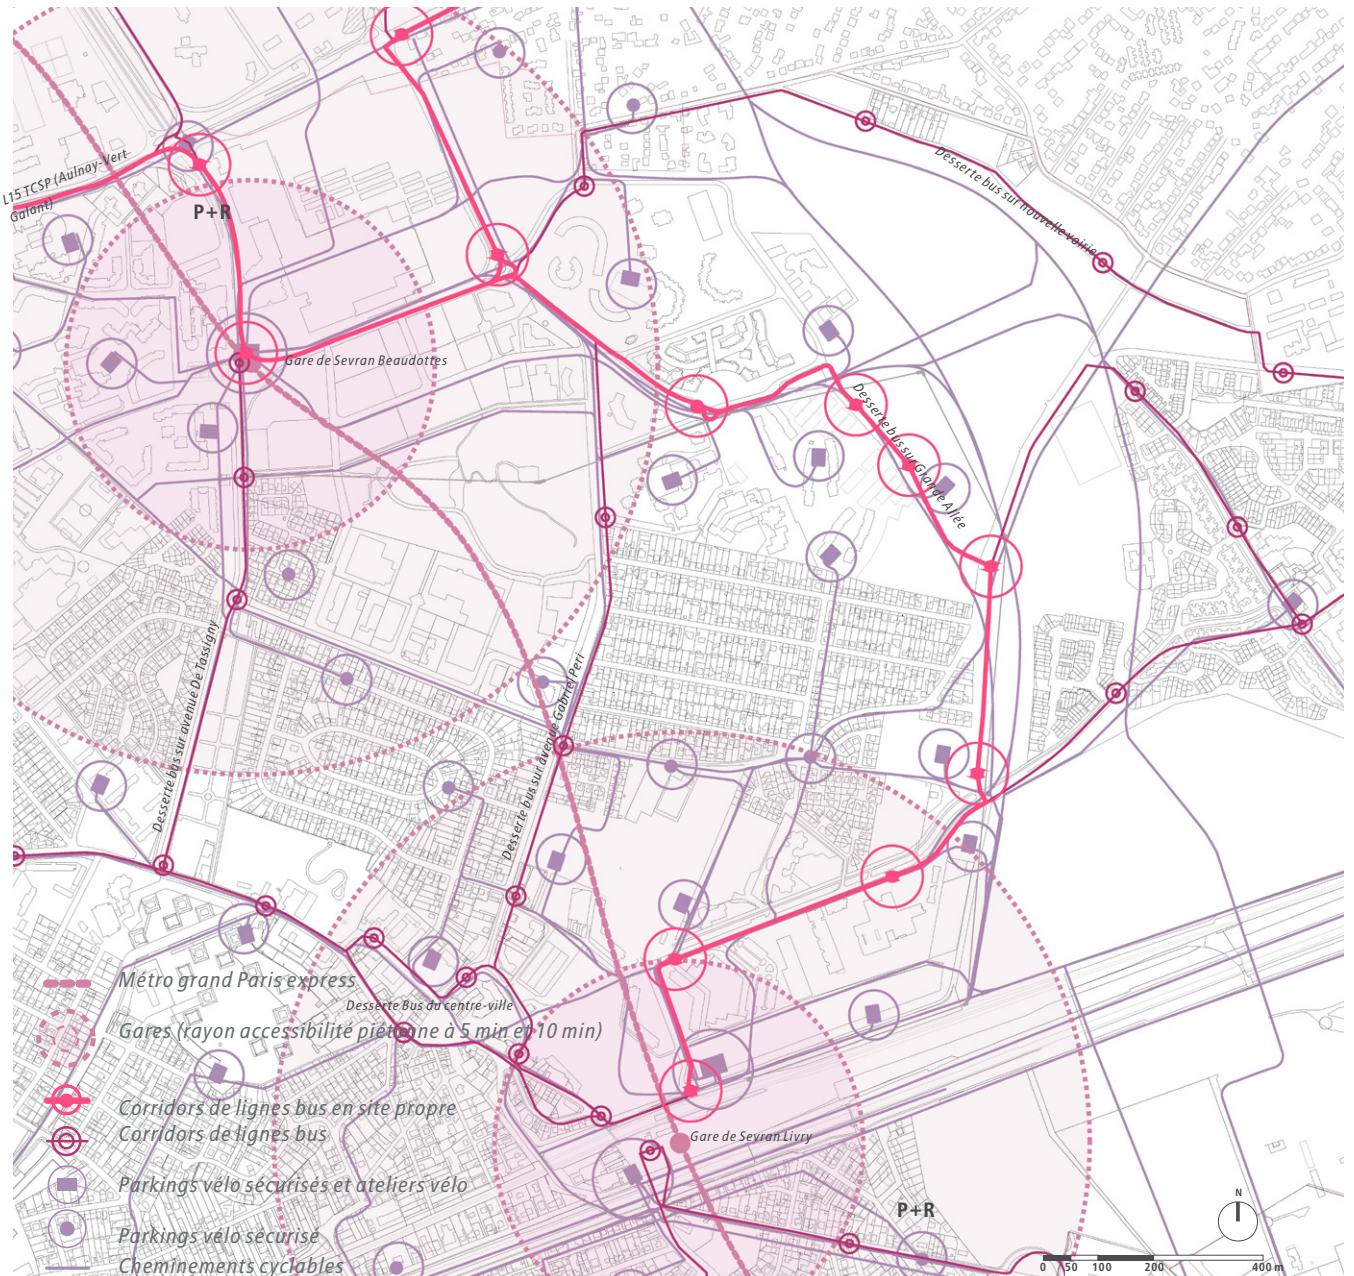 L15 TCSP (Aulnay-Vert
Galant)
P+R
Desserte bus sur nouvelle voirie
Gare de Sevran Beaudottes
Desserte bus sur Grande Allée
Desserte bus sur avenue De Tassigny
Desserte bus sur avenue Gabriel Peri
Métro grand Paris express
Desserte Bus du centre-ville
Gares (rayon accessibilité piétonne à 5 min et 10 min)
Corridors de lignes bus en site propre
Corridors de lignes bus
Gare de Sevran Livry
Parkings vélo sécurisés et ateliers vélo
P+R
N
Parkings vélo sécurisé
Cheminements cyclables
0 50 100 200 400 m